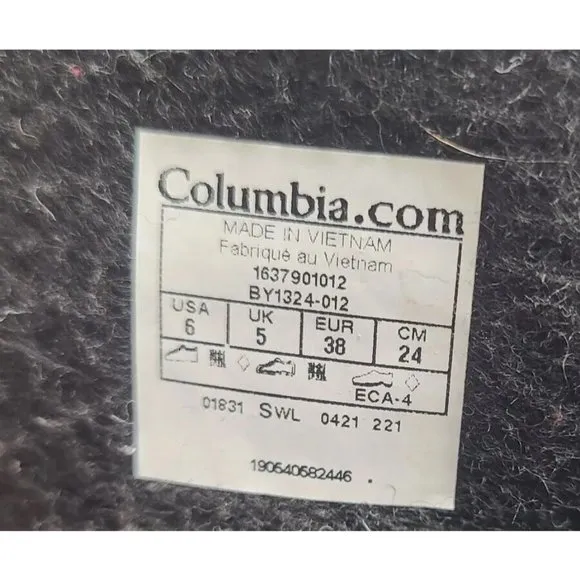 Columbia.com
MADE IN VIETNAM
Fabriqué au Vietnam
1637901012
BY1324-012
USA UK EUR CM
6 5 38 24
ECA-4
01831 SWL 0421 221
190540582446